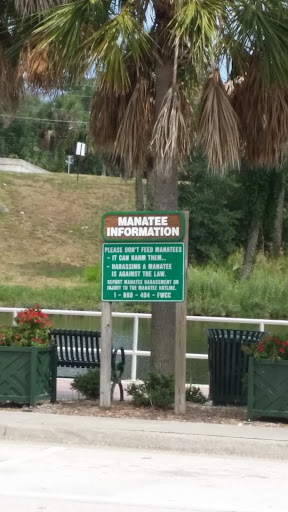 MANATEE
INFORMATION
PLEASE DON'T FEED MANATEES
- IT CAN HARM THEM...
- HARASSING A MANATEE
IS AGAINST THE LAW.
REPORT MANATEE HARASSMENT OR
INJURY TO THE MANATEE HOTLINE.
1 - 888 - 404 - FWCC